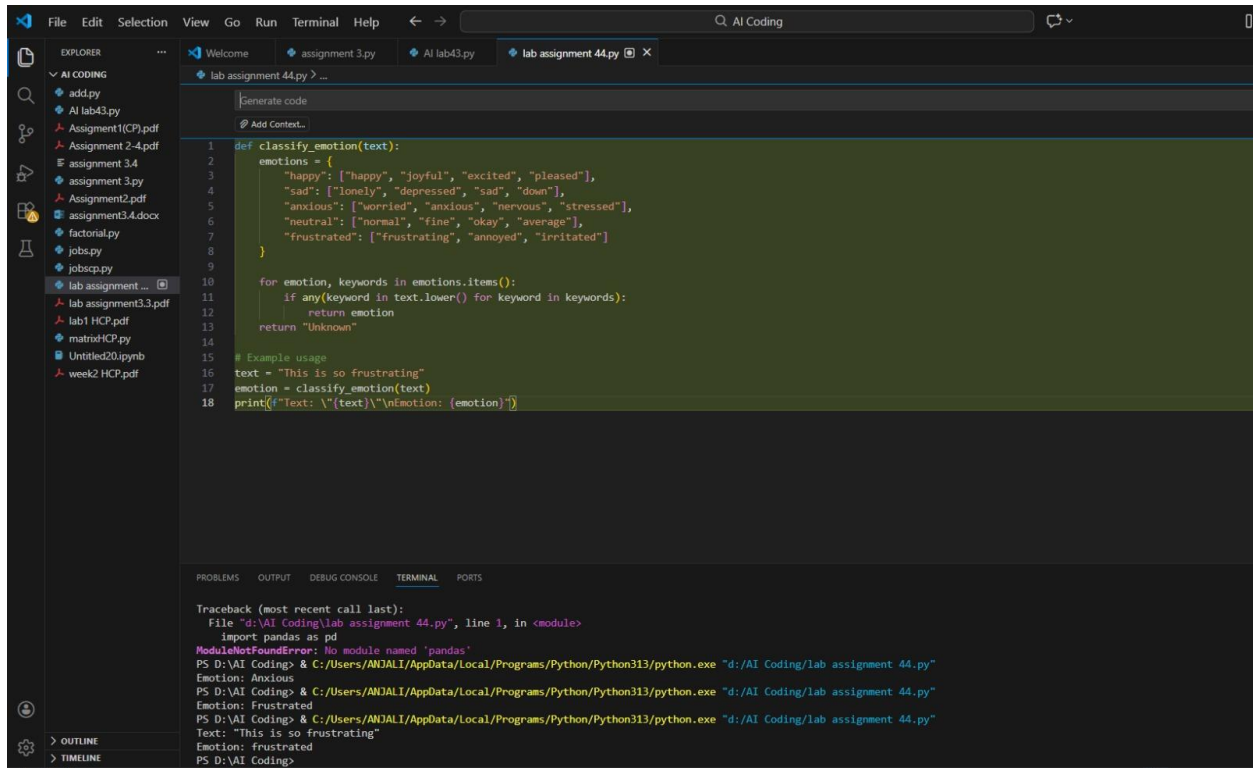 File Edit Selection View Go Run Terminal Help ← → AI Coding
EXPLORER ...
AI CODING
add.py
AI lab43.py
Assigment1(CP).pdf
Assignment 2-4.pdf
assignment 3.4
assignment 3.py
Assignment2.pdf
assignment3.4.docx
factorial.py
jobs.py
jobscp.py
lab assignment ...
lab assignment3.3.pdf
lab1 HCP.pdf
matrixHCP.py
Untitled20.ipynb
week2 HCP.pdf
OUTLINE
TIMELINE
Welcome assignment 3.py AI lab43.py lab assignment 44.py
lab assignment 44.py > ...
Generate code
Add Context...
1 def classify_emotion(text):
2     emotions = {
3         "happy": ["happy", "joyful", "excited", "pleased"],
4         "sad": ["lonely", "depressed", "sad", "down"],
5         "anxious": ["worried", "anxious", "nervous", "stressed"],
6         "neutral": ["normal", "fine", "okay", "average"],
7         "frustrated": ["frustrating", "annoyed", "irritated"]
8     }
9
10     for emotion, keywords in emotions.items():
11         if any(keyword in text.lower() for keyword in keywords):
12             return emotion
13     return "Unknown"
14
15 # Example usage
16 text = "This is so frustrating"
17 emotion = classify_emotion(text)
18 print(f"Text: \"{text}\"\nEmotion: {emotion}")
PROBLEMS OUTPUT DEBUG CONSOLE TERMINAL PORTS
Traceback (most recent call last):
  File "d:\AI Coding\lab assignment 44.py", line 1, in <module>
    import pandas as pd
ModuleNotFoundError: No module named 'pandas'
PS D:\AI Coding> & C:/Users/ANJALI/AppData/Local/Programs/Python/Python313/python.exe "d:/AI Coding/lab assignment 44.py"
Emotion: Anxious
PS D:\AI Coding> & C:/Users/ANJALI/AppData/Local/Programs/Python/Python313/python.exe "d:/AI Coding/lab assignment 44.py"
Emotion: Frustrated
PS D:\AI Coding> & C:/Users/ANJALI/AppData/Local/Programs/Python/Python313/python.exe "d:/AI Coding/lab assignment 44.py"
Text: "This is so frustrating"
Emotion: frustrated
PS D:\AI Coding>